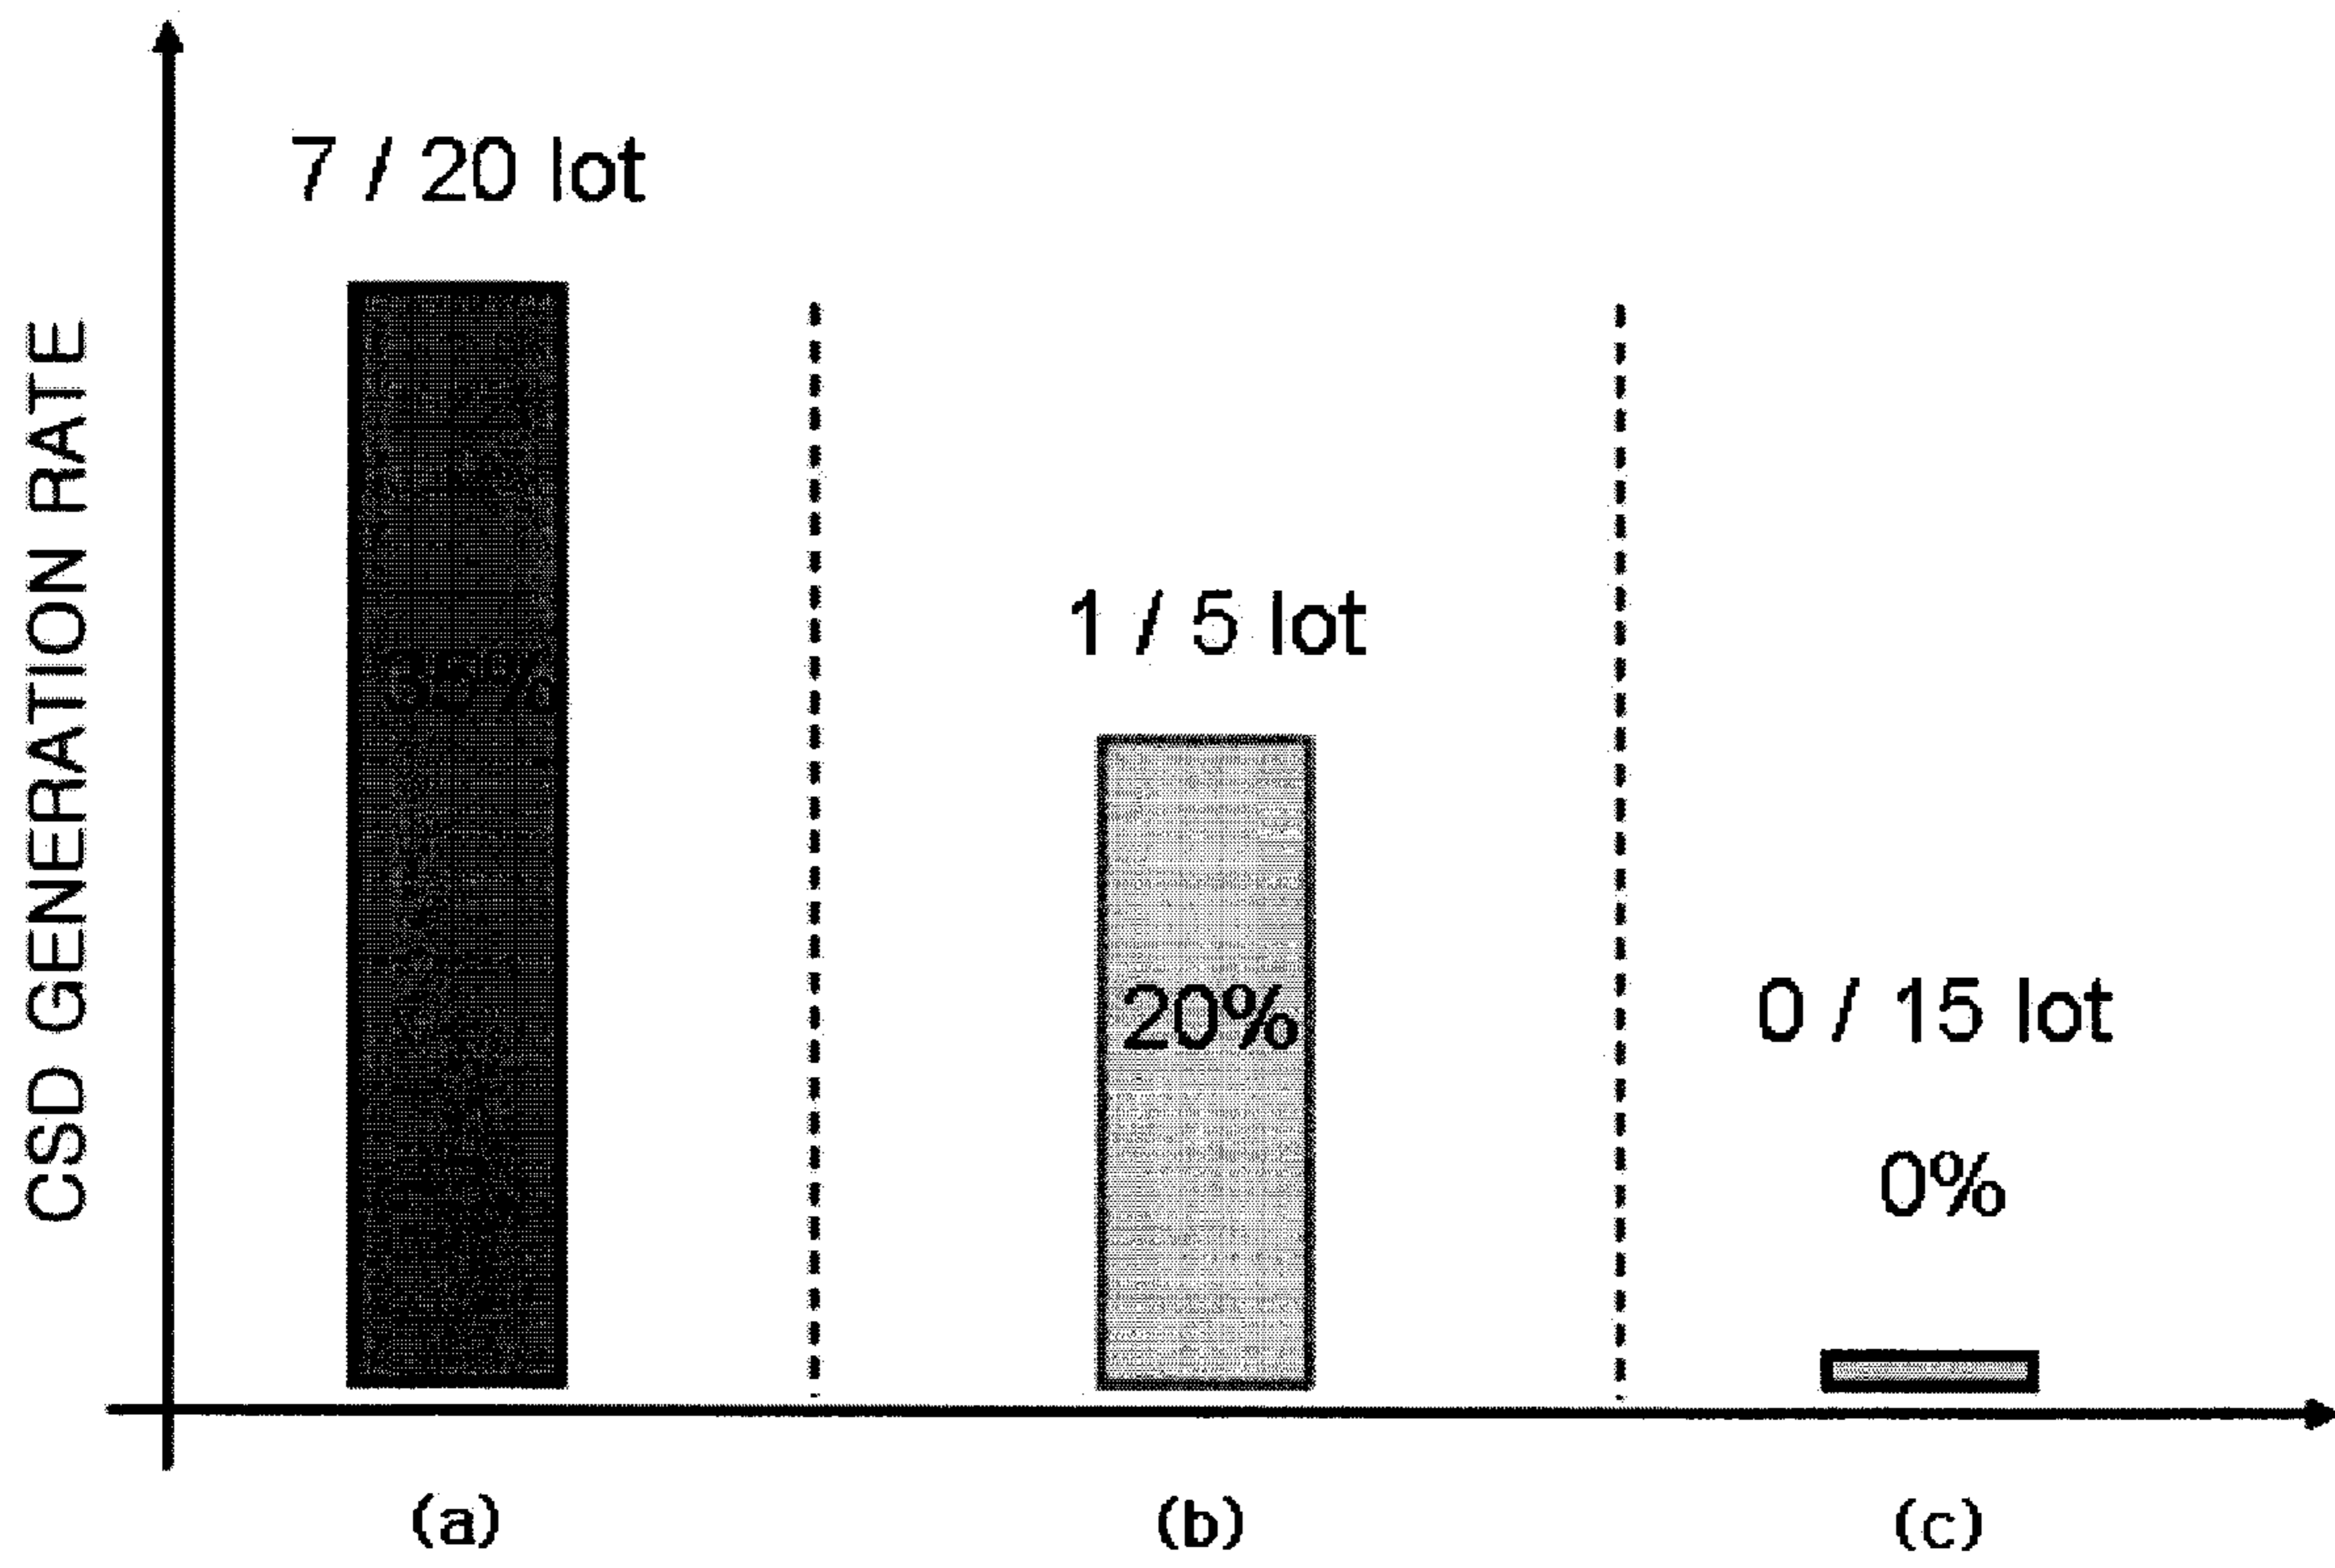 CSD GENERATION RATE
7 / 20 lot
35%
1 / 5 lot
20%
0 / 15 lot
0%
(a)
(b)
(c)